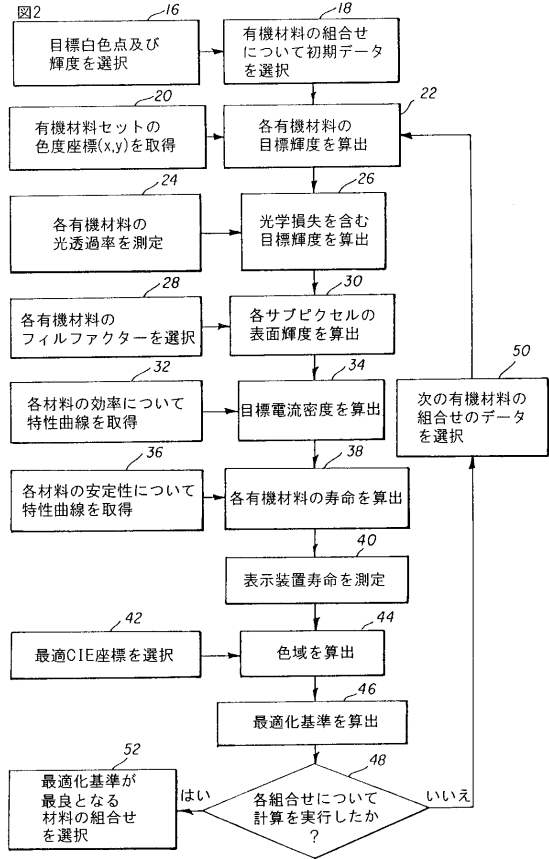 図2
16
目標白色点及び
輝度を選択
18
有機材料の組合せ
について初期データ
を選択
20
有機材料セットの
色度座標(x,y)を取得
22
各有機材料の
目標輝度を算出
24
各有機材料の
光透過率を測定
26
光学損失を含む
目標輝度を算出
28
各有機材料の
フィルファクターを選択
30
各サブピクセルの
表面輝度を算出
32
各材料の効率について
特性曲線を取得
34
目標電流密度を算出
50
次の有機材料の
組合せのデータ
を選択
36
各材料の安定性について
特性曲線を取得
38
各有機材料の寿命を算出
40
表示装置寿命を測定
42
最適CIE座標を選択
44
色域を算出
46
最適化基準を算出
48
各組合せについて
計算を実行したか
?
はい
いいえ
52
最適化基準が
最良となる
材料の組合せ
を選択